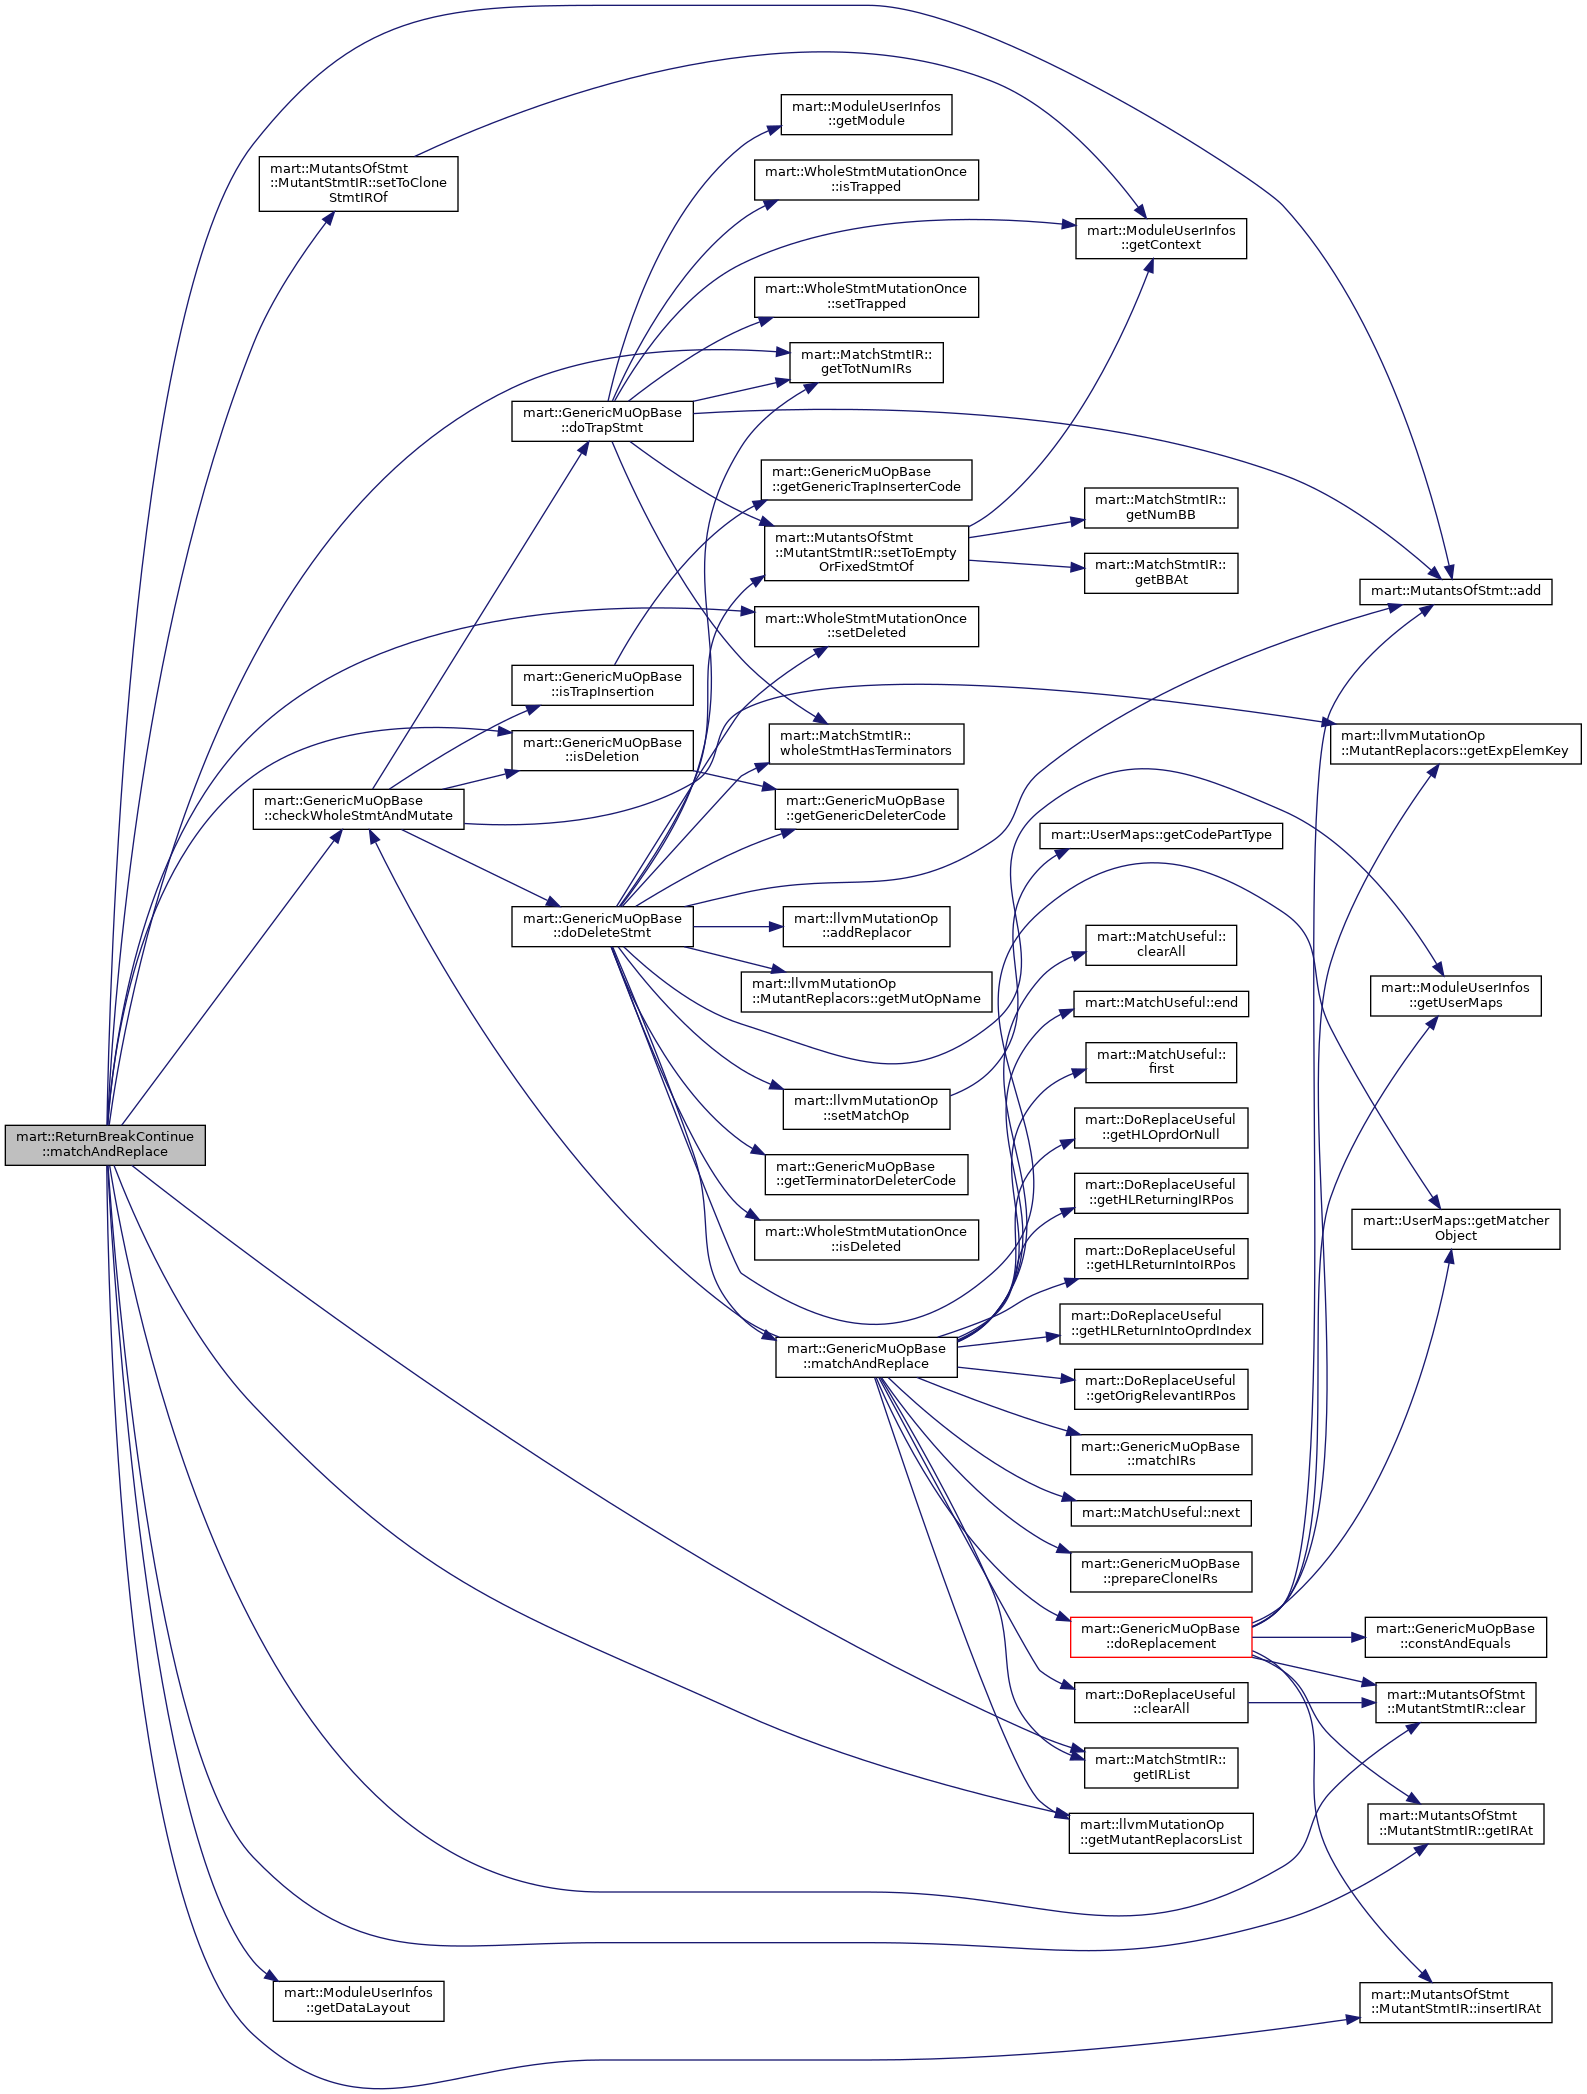 mart::ReturnBreakContinue
::matchAndReplace
mart::MutantsOfStmt
::MutantStmtIR::setToClone
StmtIROf
mart::GenericMuOpBase
::checkWholeStmtAndMutate
mart::ModuleUserInfos
::getDataLayout
mart::GenericMuOpBase
::doTrapStmt
mart::GenericMuOpBase
::isTrapInsertion
mart::GenericMuOpBase
::isDeletion
mart::GenericMuOpBase
::doDeleteStmt
mart::ModuleUserInfos
::getModule
mart::WholeStmtMutationOnce
::isTrapped
mart::WholeStmtMutationOnce
::setTrapped
mart::MatchStmtIR::
getTotNumIRs
mart::GenericMuOpBase
::getGenericTrapInserterCode
mart::MutantsOfStmt
::MutantStmtIR::setToEmpty
OrFixedStmtOf
mart::WholeStmtMutationOnce
::setDeleted
mart::MatchStmtIR::
wholeStmtHasTerminators
mart::GenericMuOpBase
::getGenericDeleterCode
mart::llvmMutationOp
::addReplacor
mart::llvmMutationOp
::MutantReplacors::getMutOpName
mart::llvmMutationOp
::setMatchOp
mart::GenericMuOpBase
::getTerminatorDeleterCode
mart::WholeStmtMutationOnce
::isDeleted
mart::GenericMuOpBase
::matchAndReplace
mart::ModuleUserInfos
::getContext
mart::MatchStmtIR::
getNumBB
mart::MatchStmtIR::
getBBAt
mart::UserMaps::getCodePartType
mart::MatchUseful::
clearAll
mart::MatchUseful::end
mart::MatchUseful::
first
mart::DoReplaceUseful
::getHLOprdOrNull
mart::DoReplaceUseful
::getHLReturningIRPos
mart::DoReplaceUseful
::getHLReturnIntoIRPos
mart::DoReplaceUseful
::getHLReturnIntoOprdIndex
mart::DoReplaceUseful
::getOrigRelevantIRPos
mart::GenericMuOpBase
::matchIRs
mart::MatchUseful::next
mart::GenericMuOpBase
::prepareCloneIRs
mart::GenericMuOpBase
::doReplacement
mart::DoReplaceUseful
::clearAll
mart::MatchStmtIR::
getIRList
mart::llvmMutationOp
::getMutantReplacorsList
mart::MutantsOfStmt::add
mart::llvmMutationOp
::MutantReplacors::getExpElemKey
mart::ModuleUserInfos
::getUserMaps
mart::UserMaps::getMatcher
Object
mart::GenericMuOpBase
::constAndEquals
mart::MutantsOfStmt
::MutantStmtIR::clear
mart::MutantsOfStmt
::MutantStmtIR::getIRAt
mart::MutantsOfStmt
::MutantStmtIR::insertIRAt